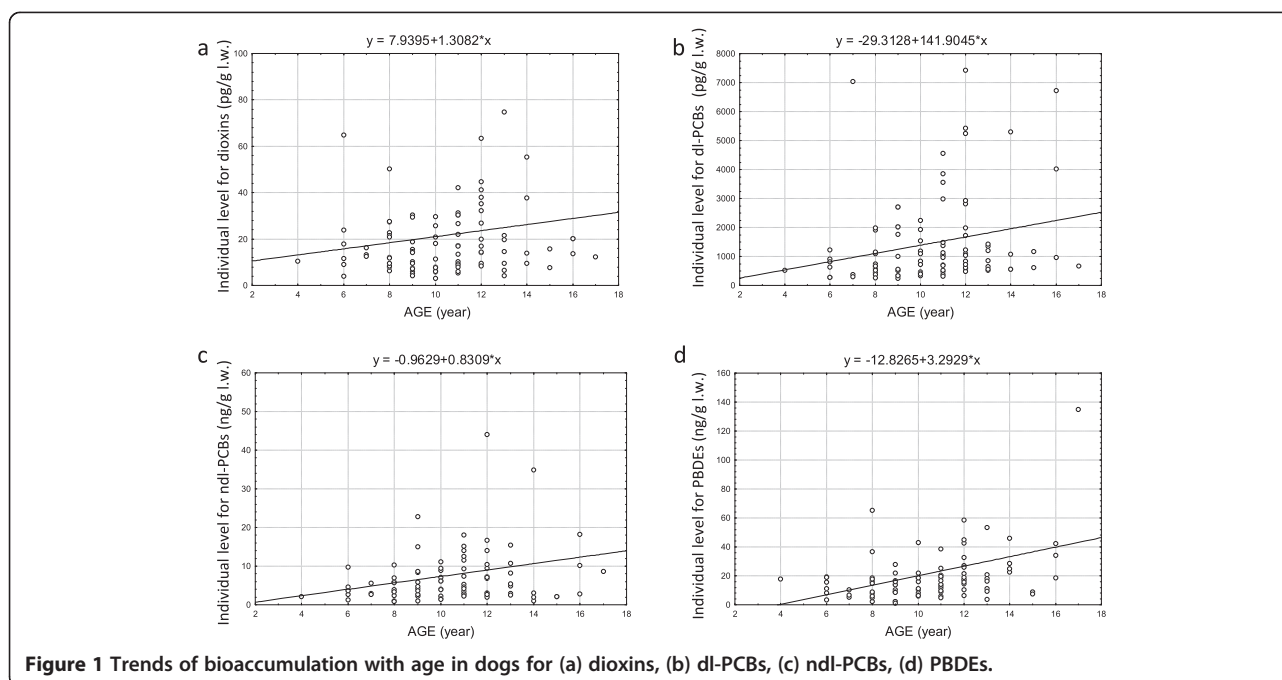 a
y = 7.9395+1.3082*x
Individual level for dioxins (pg/g l.w.)
100
80
60
40
20
0
2 4 6 8 10 12 14 16 18
AGE (year)
b
y = -29.3128+141.9045*x
Individual level for dl-PCBs (pg/g l.w.)
8000
7000
6000
5000
4000
3000
2000
1000
0
2 4 6 8 10 12 14 16 18
AGE (year)
c
y = -0.9629+0.8309*x
Individual level for ndl-PCBs (ng/g l.w.)
60
50
40
30
20
10
0
2 4 6 8 10 12 14 16 18
AGE (year)
d
y = -12.8265+3.2929*x
Individual level for PBDEs (ng/g l.w.)
160
140
120
100
80
60
40
20
0
2 4 6 8 10 12 14 16 18
AGE (year)
Figure 1 Trends of bioaccumulation with age in dogs for (a) dioxins, (b) dl-PCBs, (c) ndl-PCBs, (d) PBDEs.